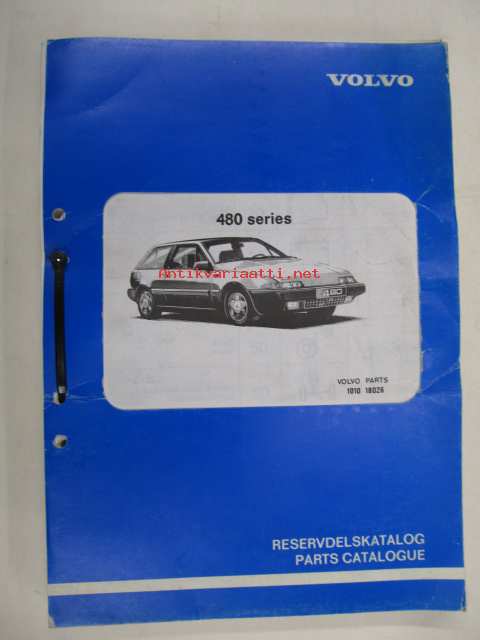 VOLVO
480 series
Antikvariaatti.net
480
VOLVO PARTS
1010 18026
RESERVDELSKATALOG
PARTS CATALOGUE